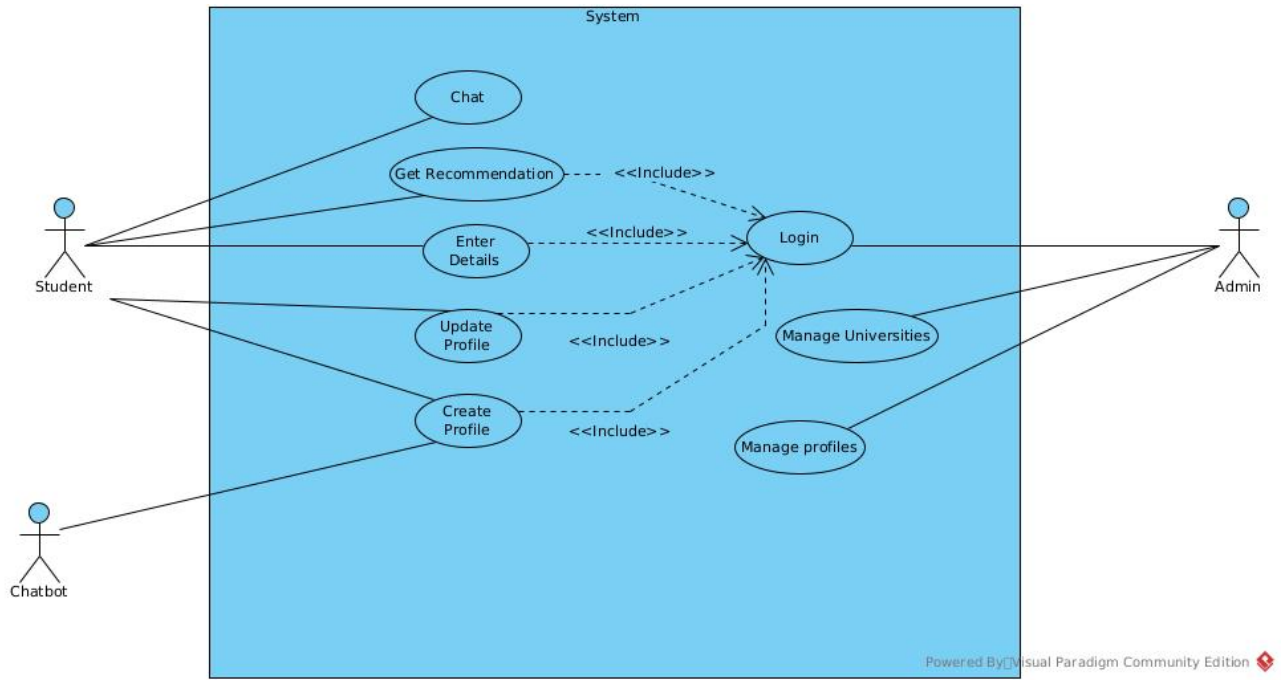 System
Chat
Get Recommendation
<<Include>>
<<Include>>
Enter
Details
Login
Student
Admin
Update
Profile
<<Include>>
Manage Universities
Create
Profile
<<Include>>
Manage profiles
Chatbot
Powered By Visual Paradigm Community Edition